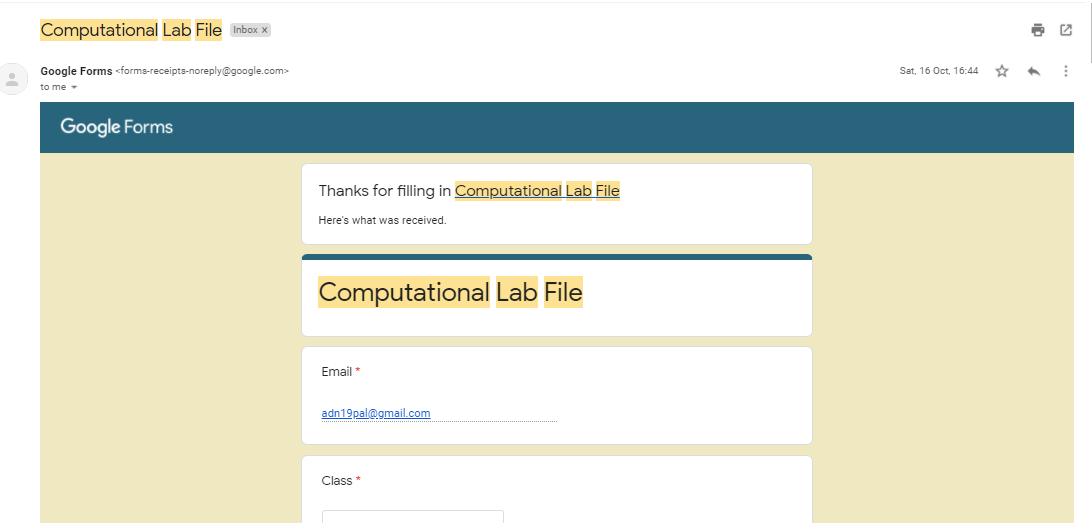 Computational Lab File Inbox x
Google Forms <forms-receipts-noreply@google.com> Sat, 16 Oct, 16:44
to me
Google Forms
Thanks for filling in Computational Lab File
Here's what was received.
Computational Lab File
Email *
adn19pal@gmail.com
Class *